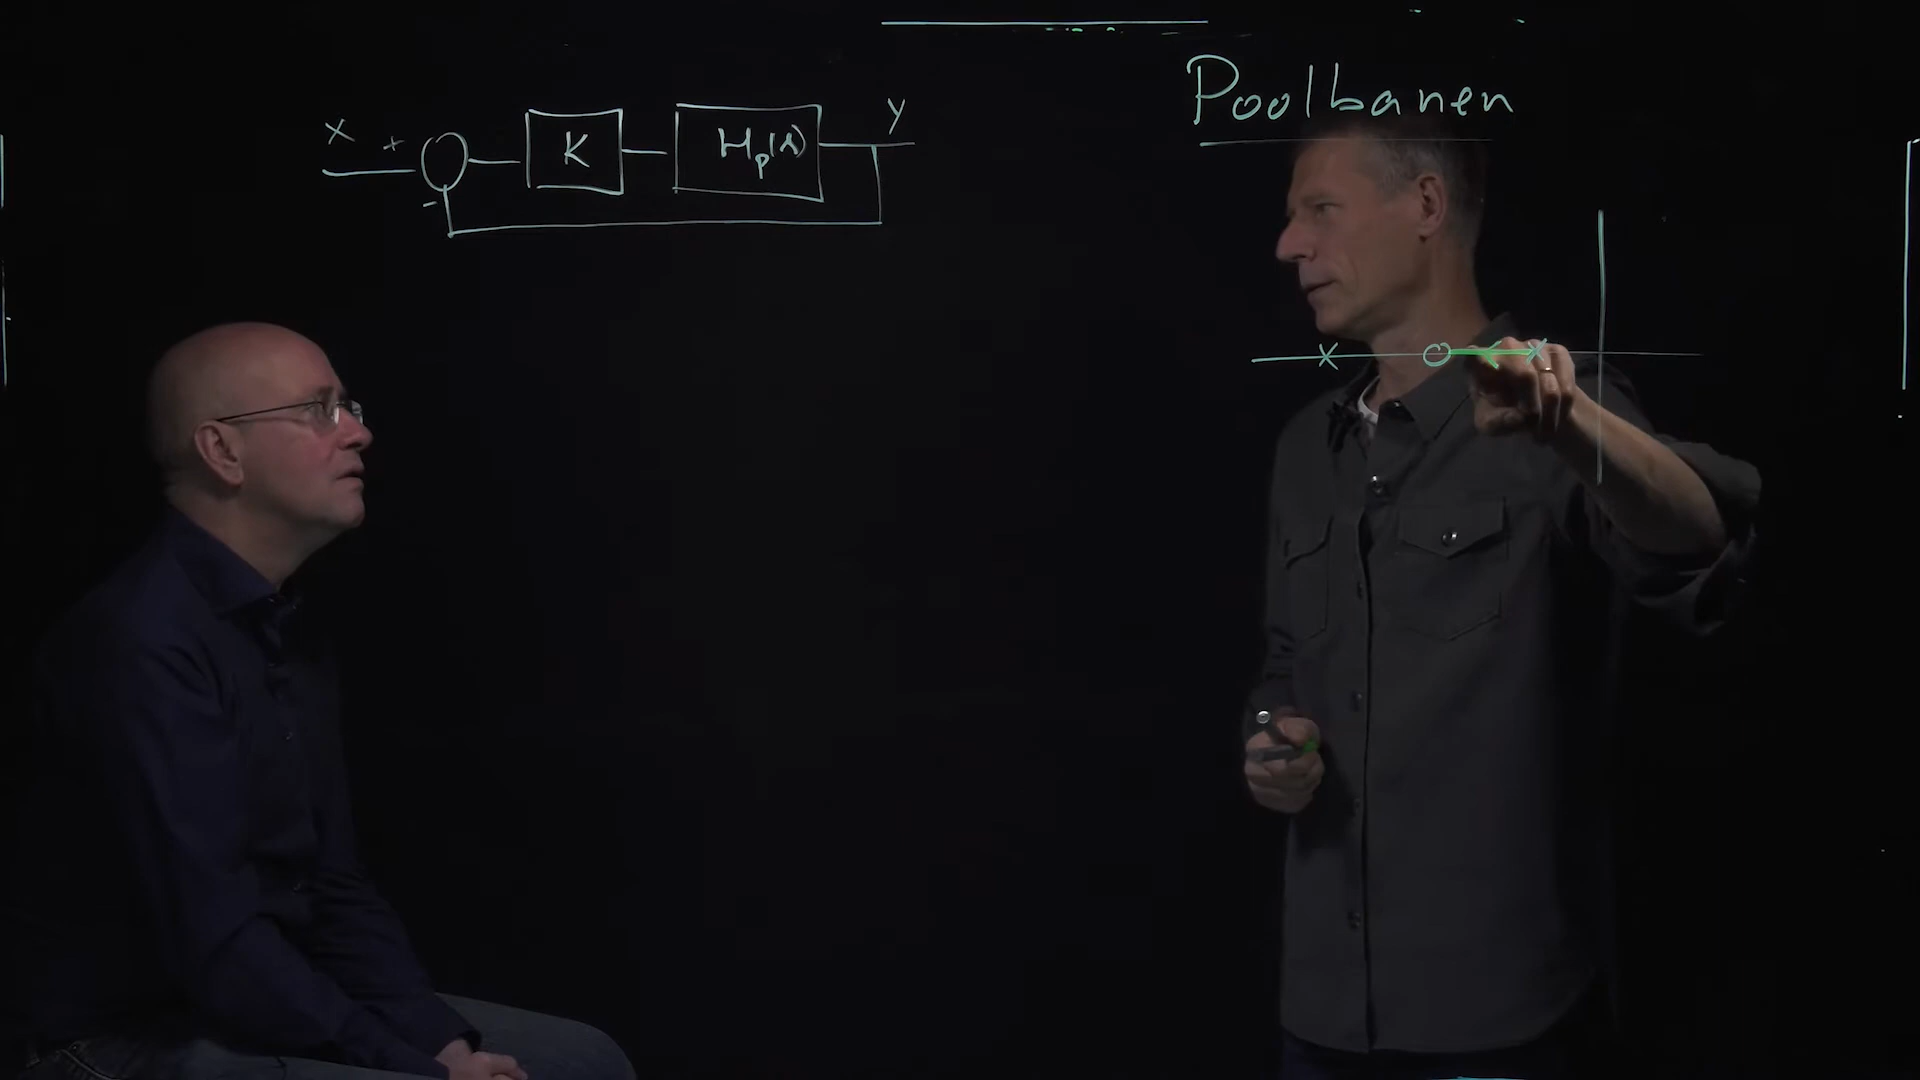 Poolbanen
x + K Hp(s) y
-